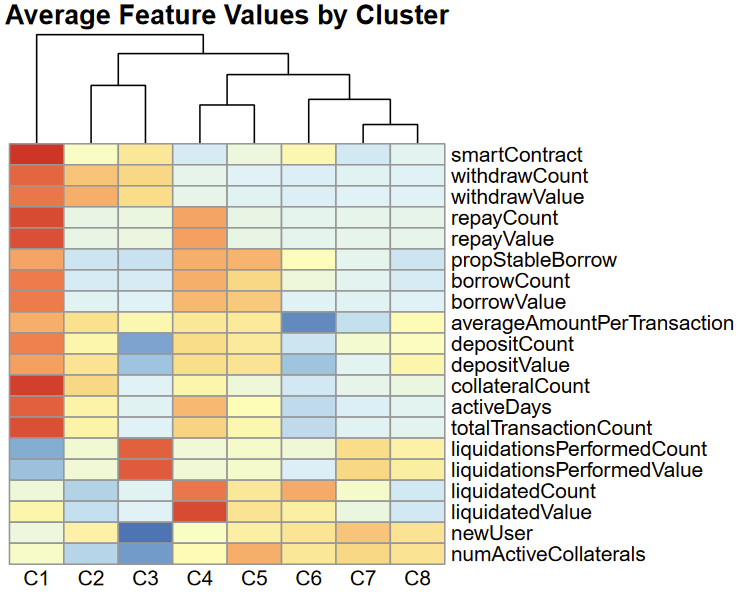 Average Feature Values by Cluster
smartContract
withdrawCount
withdrawValue
repayCount
repayValue
propStableBorrow
borrowCount
borrowValue
averageAmountPerTransaction
depositCount
depositValue
collateralCount
activeDays
totalTransactionCount
liquidationsPerformedCount
liquidationsPerformedValue
liquidatedCount
liquidatedValue
newUser
numActiveCollaterals
C1 C2 C3 C4 C5 C6 C7 C8